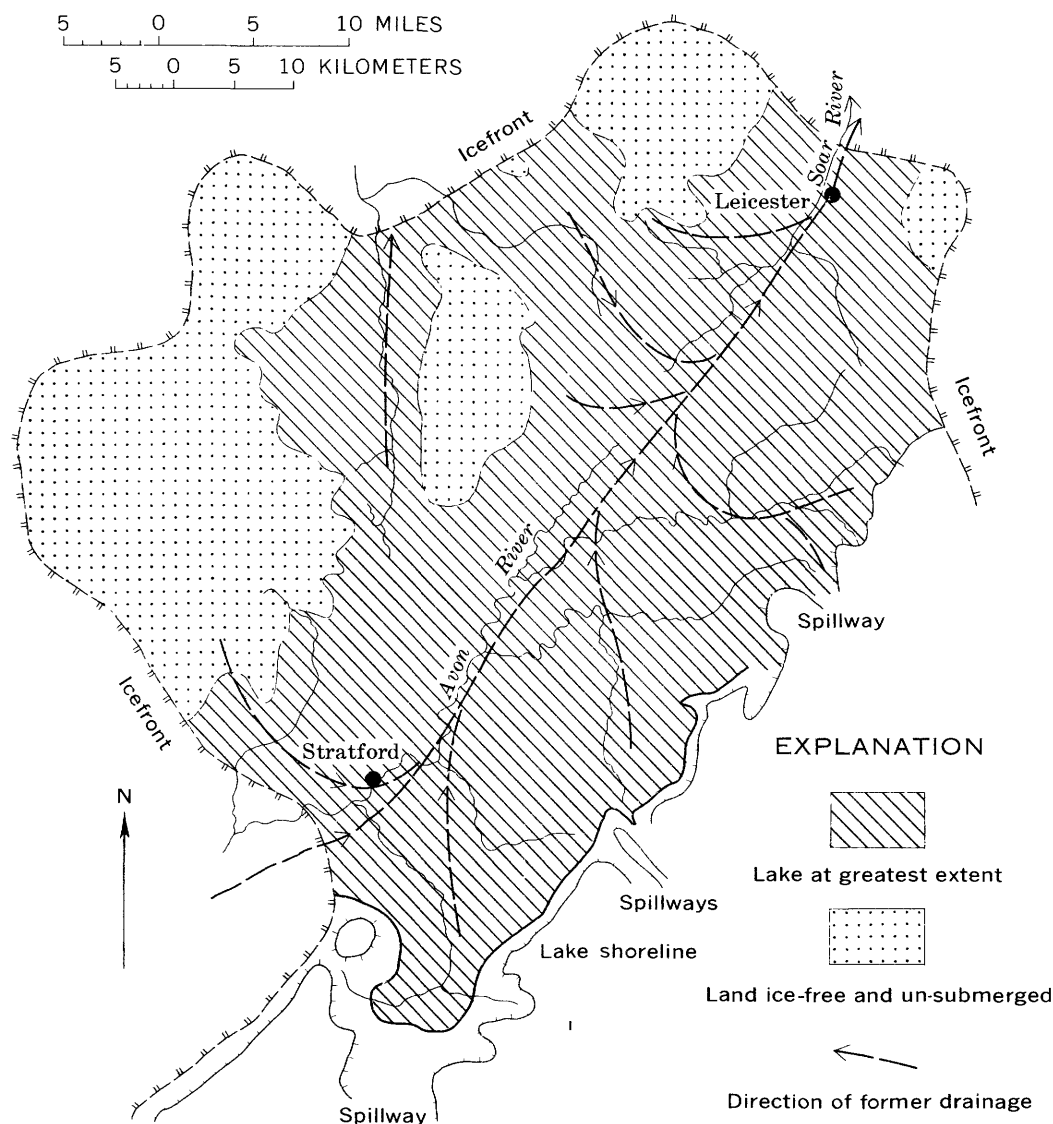 5 0 5 10 MILES
5 0 5 10 KILOMETERS
Icefront
Soar River
Leicester
Icefront
River
Avon
Spillway
Icefront
Stratford
EXPLANATION
N
Lake at greatest extent
Spillways
Lake shoreline
Land ice-free and un-submerged
Direction of former drainage
Spillway